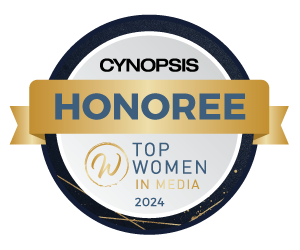 CYNOPSIS
HONOREE
W TOP
WOMEN
IN MEDIA
2024